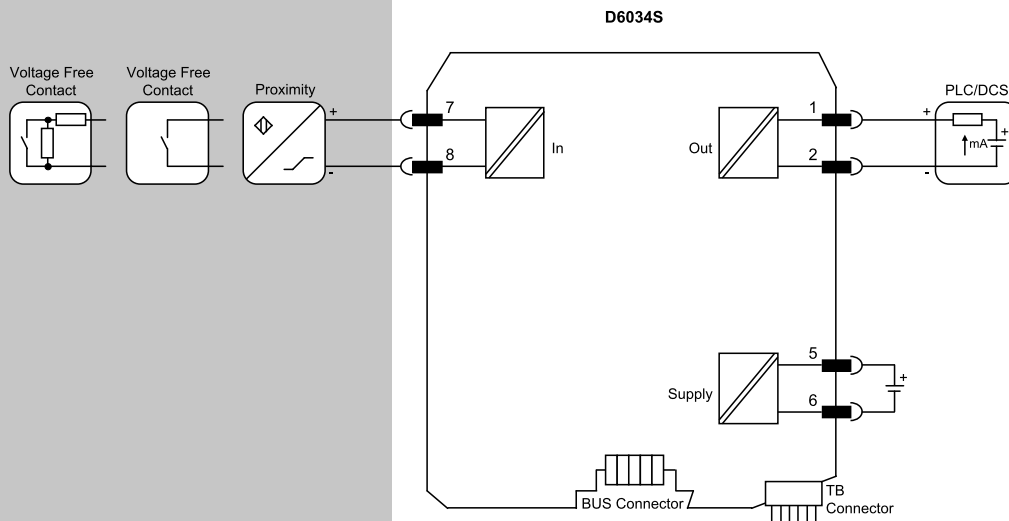 D6034S
Voltage Free
Contact
Voltage Free
Contact
Proximity
+
-
7
8
In
Out
1
2
+
-
PLC/DCS
mA
+
Supply
5
6
+
BUS Connector
TB
Connector